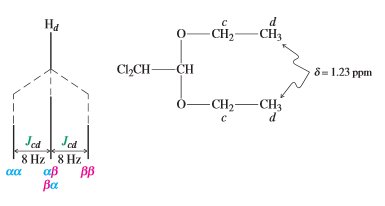 H_d
J_cd J_cd
8 Hz 8 Hz
αα αβ ββ
βα
c d
O—CH₂—CH₃
Cl₂CH—CH
δ = 1.23 ppm
O—CH₂—CH₃
c d